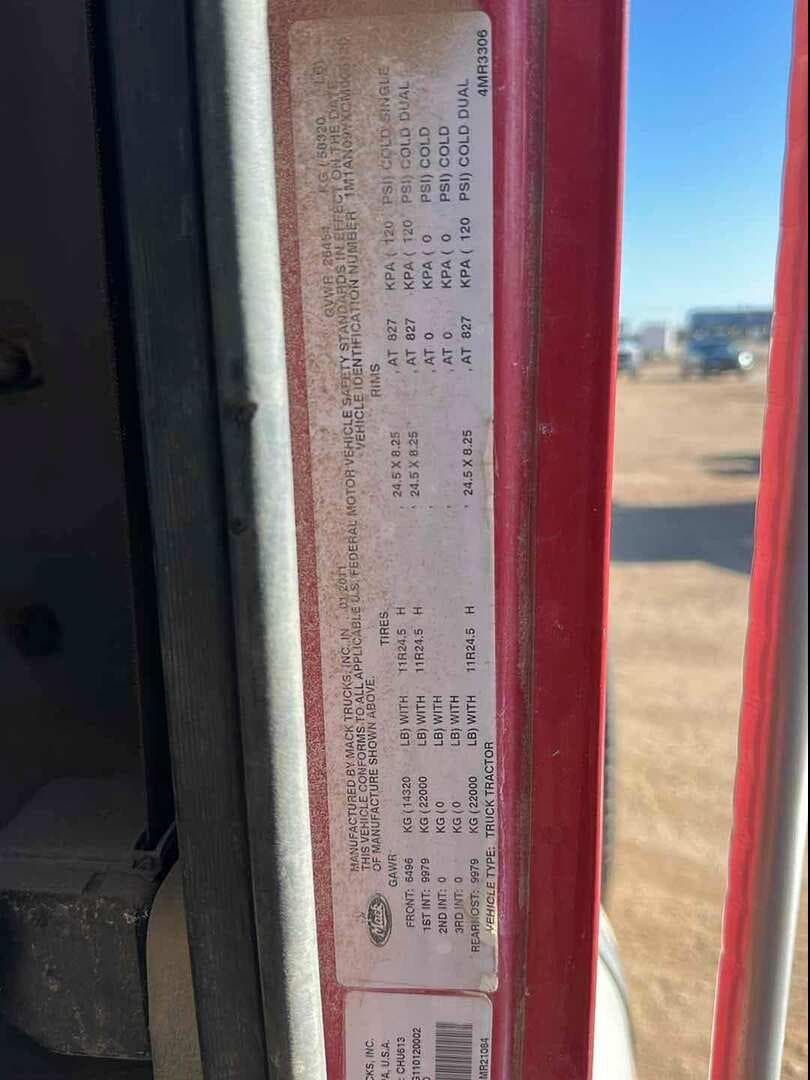 MANUFACTURED BY MACK TRUCKS, INC. IN 01 2011 GVWR 26454 KG ( 58320 LB)
THIS VEHICLE CONFORMS TO ALL APPLICABLE U.S. FEDERAL MOTOR VEHICLE SAFETY STANDARDS IN EFFECT ON THE DATE
OF MANUFACTURE SHOWN ABOVE. VEHICLE IDENTIFICATION NUMBER
Mack
GAWR TIRES RIMS
FRONT: 6496 KG (14320 LB) WITH 11R24.5 H , 24.5 X 8.25 , AT 827 KPA ( 120 PSI) COLD SINGLE
1ST INT: 9979 KG (22000 LB) WITH 11R24.5 H , 24.5 X 8.25 , AT 827 KPA ( 120 PSI) COLD DUAL
2ND INT: 0 KG (0 LB) WITH , , AT 0 KPA ( 0 PSI) COLD
3RD INT: 0 KG (0 LB) WITH , , AT 0 KPA ( 0 PSI) COLD
REARMOST: 9979 KG (22000 LB) WITH 11R24.5 H , 24.5 X 8.25 , AT 827 KPA ( 120 PSI) COLD DUAL
VEHICLE TYPE: TRUCK TRACTOR
4MR3306
CKS, INC.
A, U.S.A.
: CHU613
G110120002
MR21084